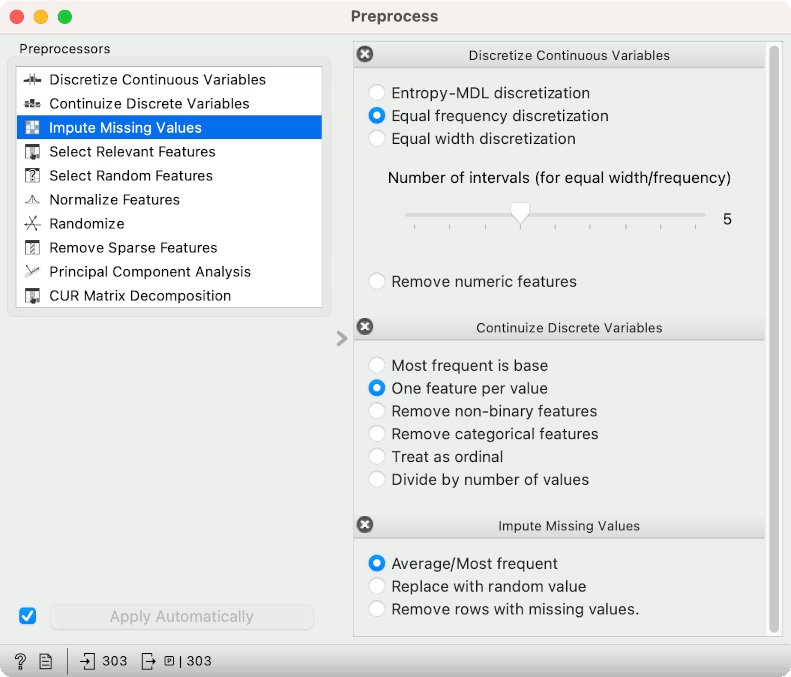 Preprocess
Preprocessors
Discretize Continuous Variables
Continuize Discrete Variables
Impute Missing Values
Select Relevant Features
Select Random Features
Normalize Features
Randomize
Remove Sparse Features
Principal Component Analysis
CUR Matrix Decomposition
Apply Automatically
Discretize Continuous Variables
Entropy-MDL discretization
Equal frequency discretization
Equal width discretization
Number of intervals (for equal width/frequency)
5
Remove numeric features
Continuize Discrete Variables
Most frequent is base
One feature per value
Remove non-binary features
Remove categorical features
Treat as ordinal
Divide by number of values
Impute Missing Values
Average/Most frequent
Replace with random value
Remove rows with missing values.
? 303 P | 303